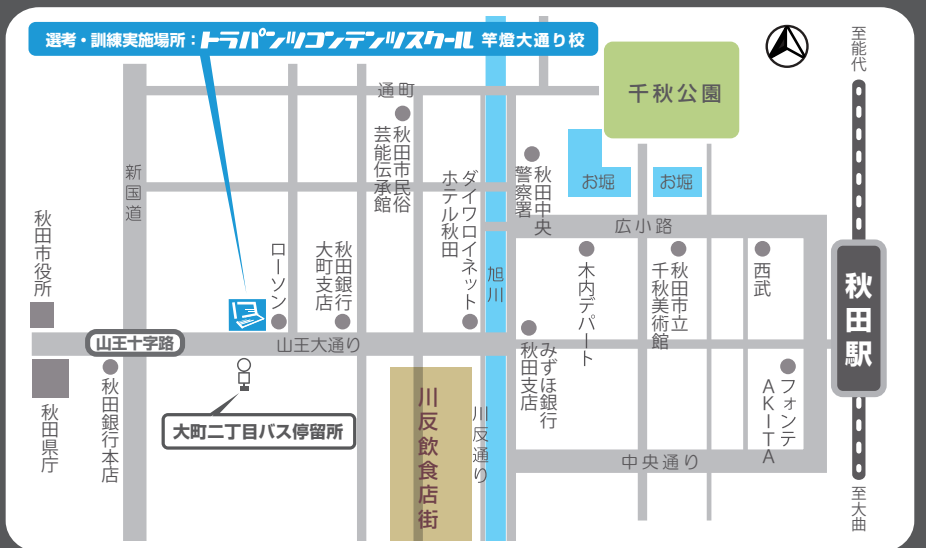 選考・訓練実施場所：トラパンツコンテンツスクール 竿燈大通り校
至能代
千秋公園
通町
秋田市民俗
芸能伝承館
新国道
秋田中央
警察署
お堀
お堀
ダイワロイネット
ホテル秋田
秋田市役所
広小路
ローソン
秋田銀行
大町支店
旭川
木内デパート
秋田市立
千秋美術館
西武
秋田駅
山王十字路
山王大通り
みずほ銀行
秋田支店
秋田県庁
秋田銀行本店
大町二丁目バス停留所
川反飲食店街
川反通り
フォンテ
AKITA
中央通り
至大曲